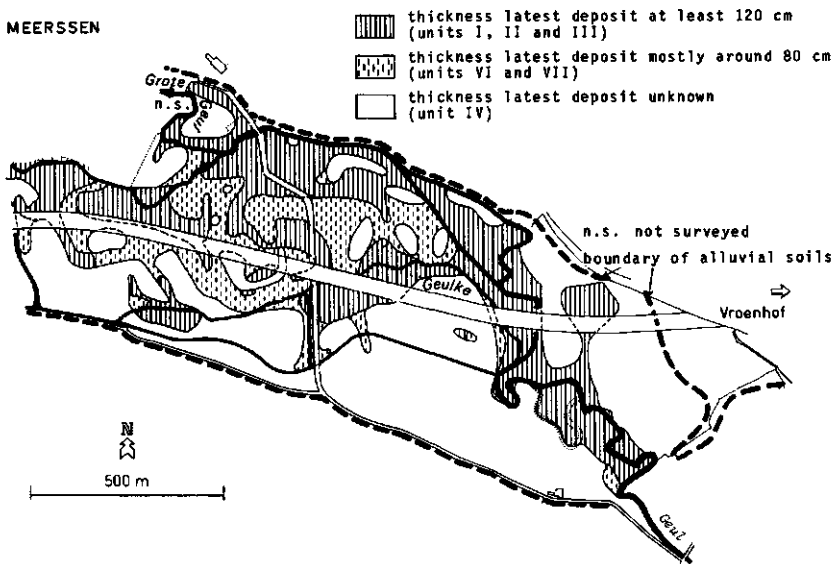 MEERSSEN
thickness latest deposit at least 120 cm
(units I, II and III)
thickness latest deposit mostly around 80 cm
(units VI and VII)
thickness latest deposit unknown
(unit IV)
Grote
n.s.
Geul
n.s. not surveyed
boundary of alluvial soils
Geulke
Vroenhof
N
500 m
Geul